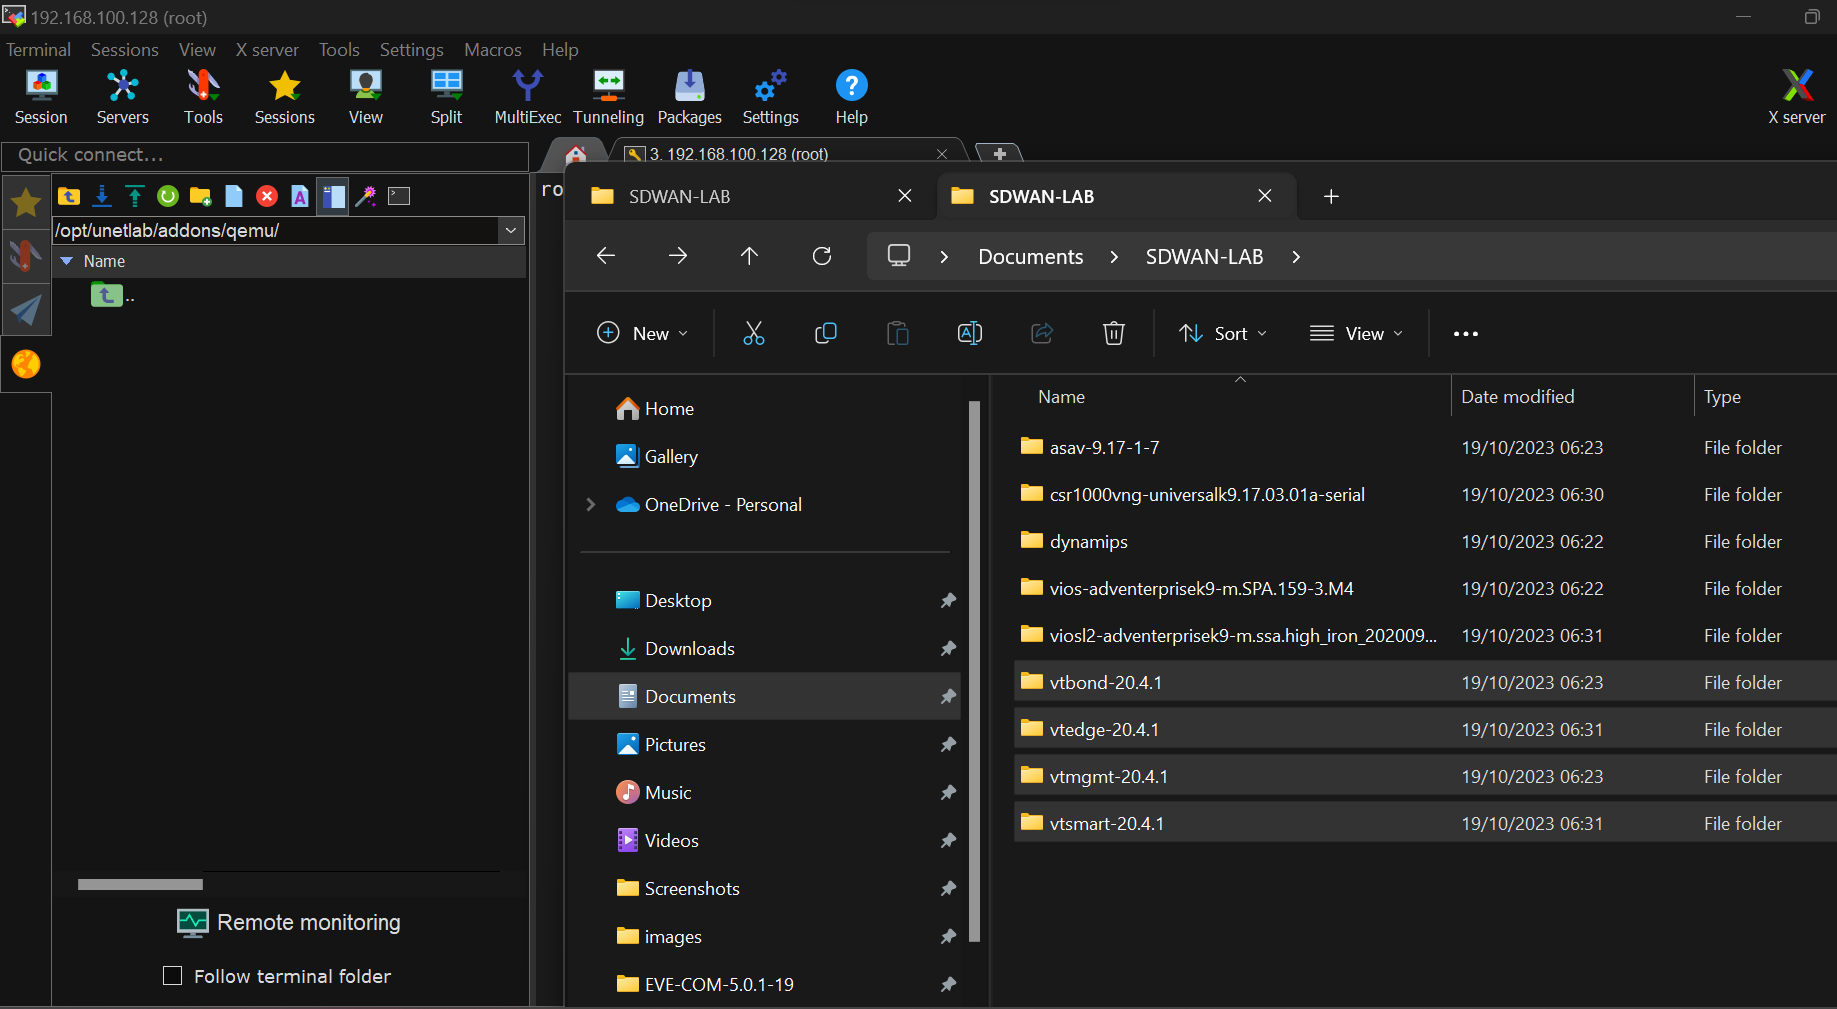 192.168.100.128 (root)
Terminal Sessions View X server Tools Settings Macros Help
Session Servers Tools Sessions View Split MultiExec Tunneling Packages Settings Help X server
Quick connect...
3. 192.168.100.128 (root)
ro
SDWAN-LAB
SDWAN-LAB
/opt/unetlab/addons/qemu/
Name
..
Documents > SDWAN-LAB >
New Sort View
Home
Gallery
OneDrive - Personal
Desktop
Downloads
Documents
Pictures
Music
Videos
Screenshots
images
EVE-COM-5.0.1-19
Name Date modified Type
asav-9.17-1-7 19/10/2023 06:23 File folder
csr1000vng-universalk9.17.03.01a-serial 19/10/2023 06:30 File folder
dynamips 19/10/2023 06:22 File folder
vios-adventerprisek9-m.SPA.159-3.M4 19/10/2023 06:22 File folder
viosl2-adventerprisek9-m.ssa.high_iron_202009... 19/10/2023 06:31 File folder
vtbond-20.4.1 19/10/2023 06:23 File folder
vtedge-20.4.1 19/10/2023 06:31 File folder
vtmgmt-20.4.1 19/10/2023 06:23 File folder
vtsmart-20.4.1 19/10/2023 06:31 File folder
Remote monitoring
Follow terminal folder